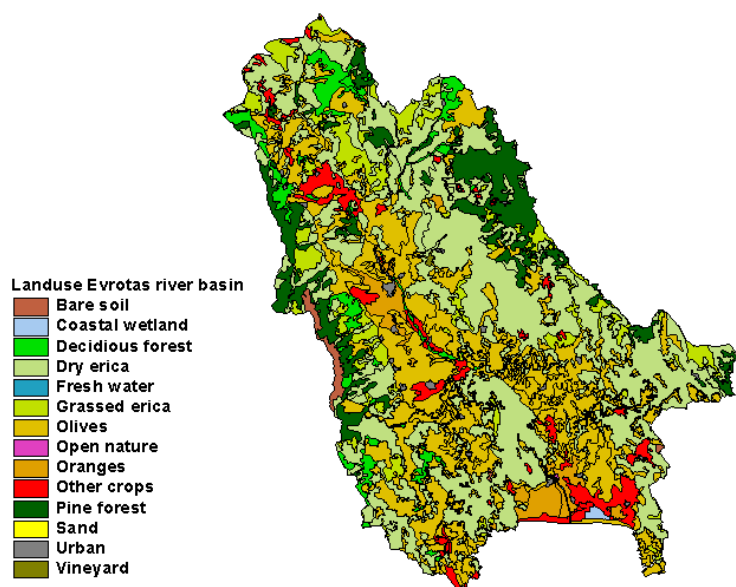 Landuse Evrotas river basin
Bare soil
Coastal wetland
Decidious forest
Dry erica
Fresh water
Grassed erica
Olives
Open nature
Oranges
Other crops
Pine forest
Sand
Urban
Vineyard